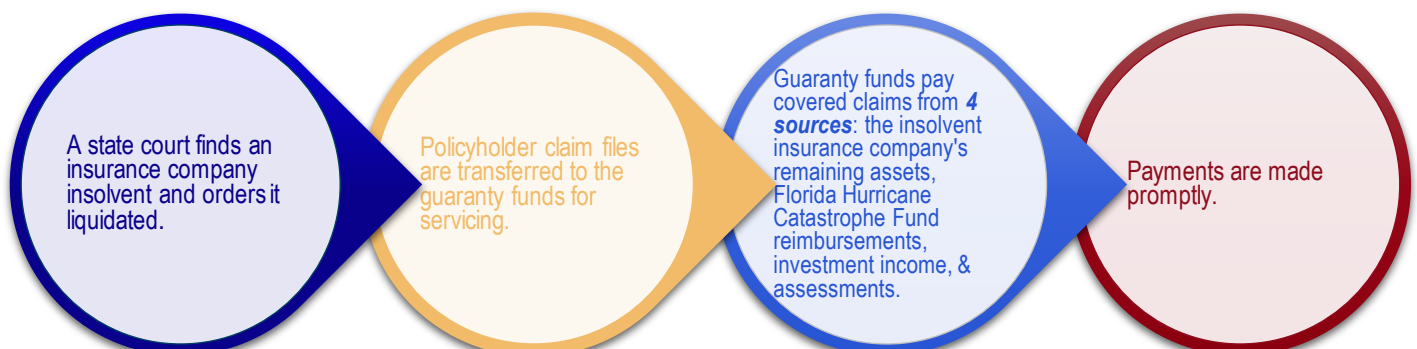 A state court finds an
insurance company
insolvent and orders it
liquidated.
Policyholder claim files
are transferred to the
guaranty funds for
servicing.
Guaranty funds pay
covered claims from 4
sources: the insolvent
insurance company's
remaining assets,
Florida Hurricane
Catastrophe Fund
reimbursements,
investment income, &
assessments.
Payments are made
promptly.